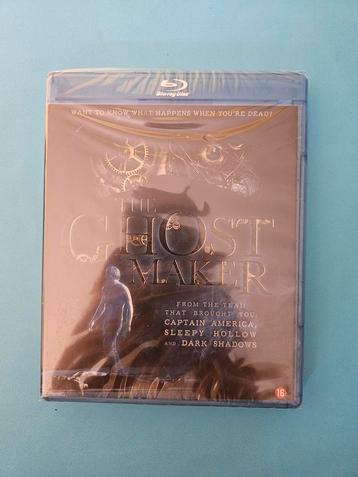 Blu-ray Disc
WANT TO KNOW WHAT HAPPENS WHEN YOU'RE DEAD?
THE
GHOST
MAKER
FROM THE TEAM
THAT BROUGHT YOU
CAPTAIN AMERICA,
SLEEPY HOLLOW
AND DARK SHADOWS
16